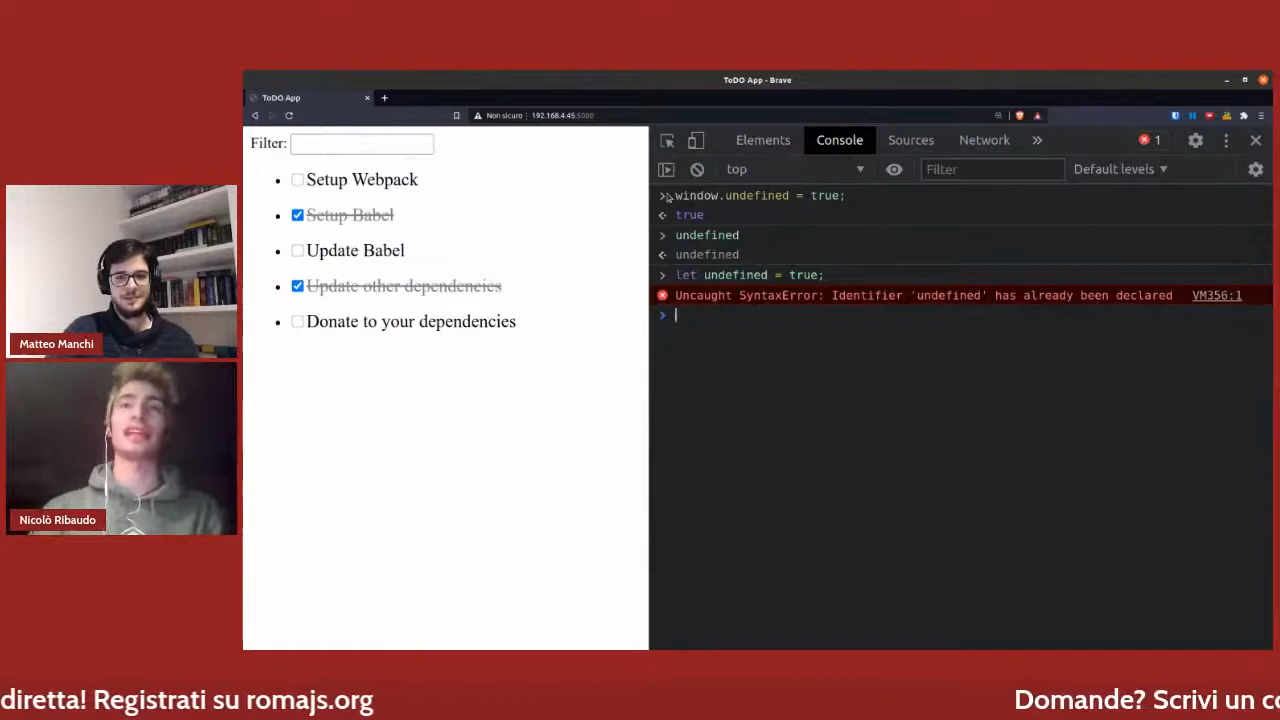 ToDO App - Brave
ToDO App
Non sicuro
192.168.4.45:5000
Filter:
Setup Webpack
Setup Babel
Update Babel
Update other dependencies
Donate to your dependencies
Elements
Console
Sources
Network
1
top
Filter
Default levels
window.undefined = true;
true
undefined
undefined
let undefined = true;
Uncaught SyntaxError: Identifier 'undefined' has already been declared VM356:1
Matteo Manchi
Nicolò Ribaudo
diretta! Registrati su romajs.org
Domande? Scrivi un co